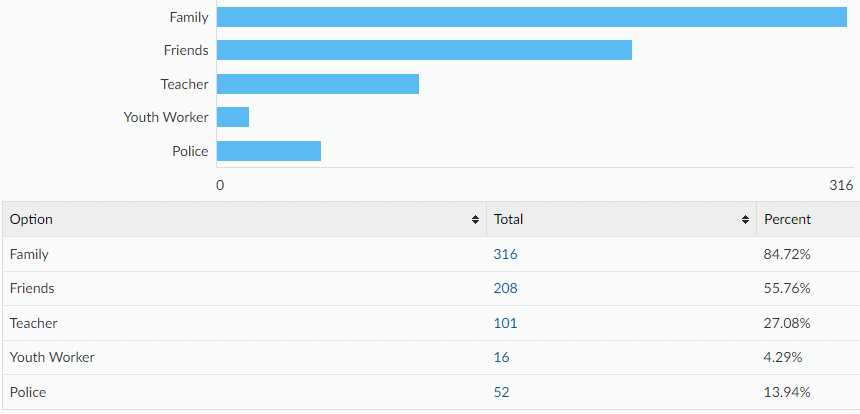 Family
Friends
Teacher
Youth Worker
Police
0 316
Option Total Percent
Family 316 84.72%
Friends 208 55.76%
Teacher 101 27.08%
Youth Worker 16 4.29%
Police 52 13.94%